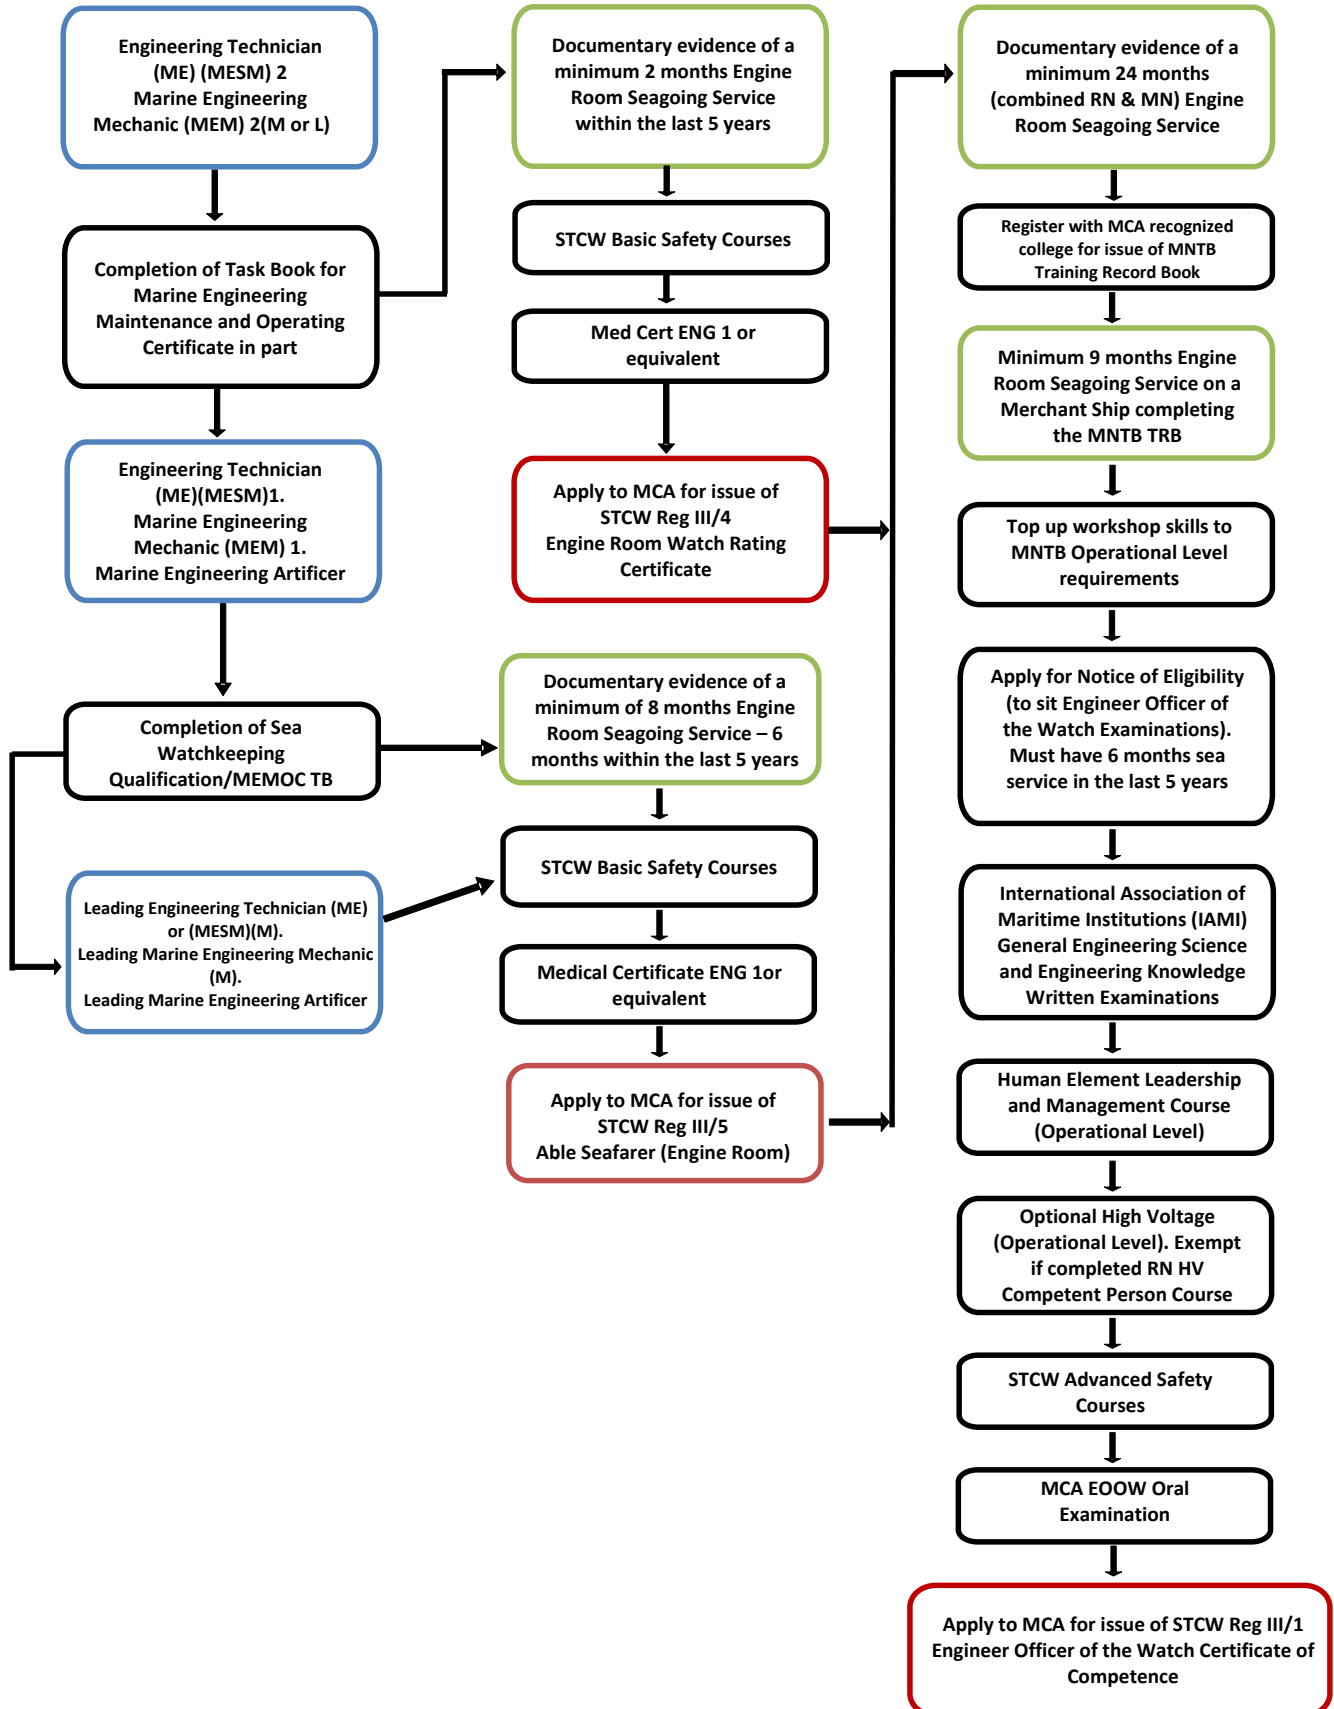 Engineering Technician
(ME) (MESM) 2
Marine Engineering
Mechanic (MEM) 2(M or L)
Completion of Task Book for
Marine Engineering
Maintenance and Operating
Certificate in part
Engineering Technician
(ME)(MESM)1.
Marine Engineering
Mechanic (MEM) 1.
Marine Engineering Artificer
Completion of Sea
Watchkeeping
Qualification/MEMOC TB
Leading Engineering Technician (ME)
or (MESM)(M).
Leading Marine Engineering Mechanic
(M).
Leading Marine Engineering Artificer
Documentary evidence of a
minimum 2 months Engine
Room Seagoing Service
within the last 5 years
STCW Basic Safety Courses
Med Cert ENG 1 or
equivalent
Apply to MCA for issue of
STCW Reg III/4
Engine Room Watch Rating
Certificate
Documentary evidence of a
minimum of 8 months Engine
Room Seagoing Service – 6
months within the last 5 years
STCW Basic Safety Courses
Medical Certificate ENG 1or
equivalent
Apply to MCA for issue of
STCW Reg III/5
Able Seafarer (Engine Room)
Documentary evidence of a
minimum 24 months
(combined RN & MN) Engine
Room Seagoing Service
Register with MCA recognized
college for issue of MNTB
Training Record Book
Minimum 9 months Engine
Room Seagoing Service on a
Merchant Ship completing
the MNTB TRB
Top up workshop skills to
MNTB Operational Level
requirements
Apply for Notice of Eligibility
(to sit Engineer Officer of
the Watch Examinations).
Must have 6 months sea
service in the last 5 years
International Association of
Maritime Institutions (IAMI)
General Engineering Science
and Engineering Knowledge
Written Examinations
Human Element Leadership
and Management Course
(Operational Level)
Optional High Voltage
(Operational Level). Exempt
if completed RN HV
Competent Person Course
STCW Advanced Safety
Courses
MCA EOOW Oral
Examination
Apply to MCA for issue of STCW Reg III/1
Engineer Officer of the Watch Certificate of
Competence